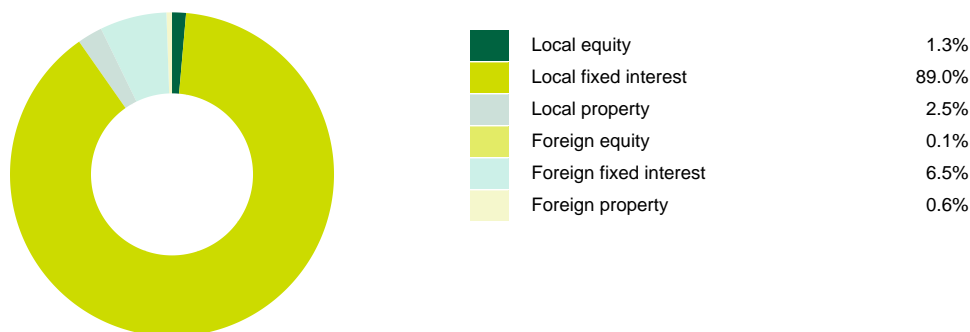 Local equity 1.3%
Local fixed interest 89.0%
Local property 2.5%
Foreign equity 0.1%
Foreign fixed interest 6.5%
Foreign property 0.6%